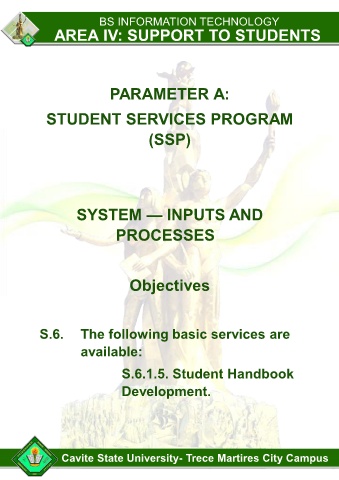 BS INFORMATION TECHNOLOGY
AREA IV: SUPPORT TO STUDENTS
PARAMETER A:
STUDENT SERVICES PROGRAM
(SSP)
SYSTEM — INPUTS AND
PROCESSES
Objectives
S.6. The following basic services are
available:
S.6.1.5. Student Handbook
Development.
Cavite State University- Trece Martires City Campus